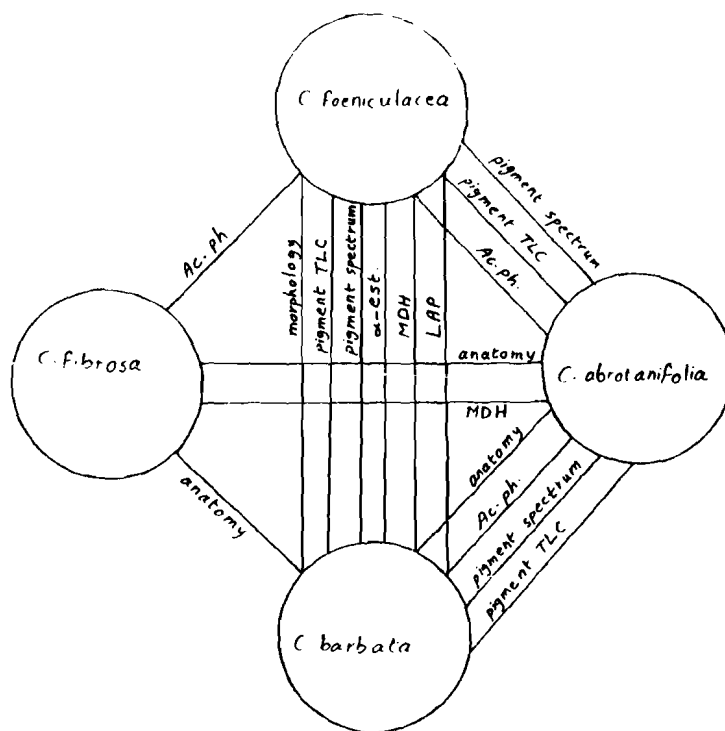 C foeniculacea
pigment spectrum
pigment TLC
Ac. ph.
Ac. ph
morphology
pigment TLC
pigment spectrum
α-est.
MDH
LAP
C. fibrosa
anatomy
C. abrotanifolia
MDH
anatomy
anatomy
Ac. ph.
pigment spectrum
pigment TLC
C barbata